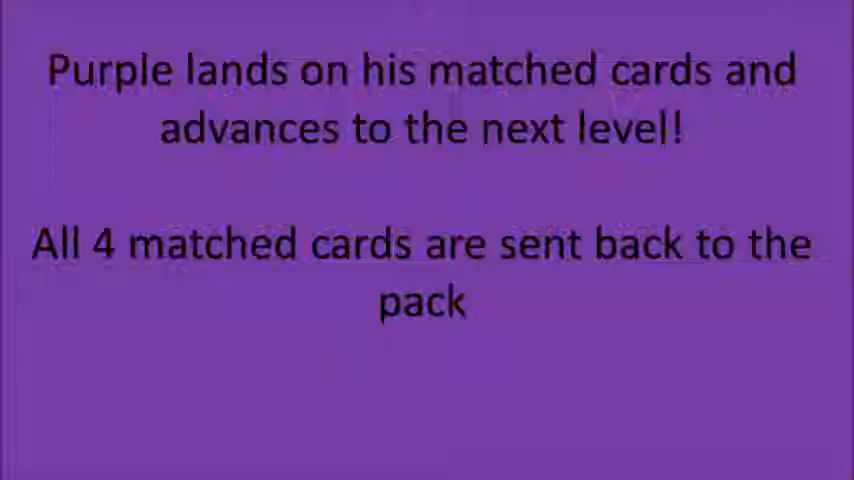 Purple lands on his matched cards and
advances to the next level!
All 4 matched cards are sent back to the
pack